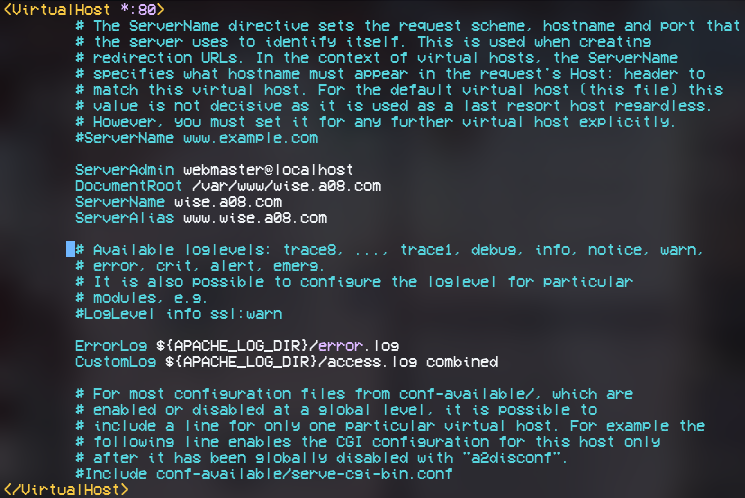 <VirtualHost *:80>
# The ServerName directive sets the request scheme, hostname and port that
# the server uses to identify itself. This is used when creating
# redirection URLs. In the context of virtual hosts, the ServerName
# specifies what hostname must appear in the request's Host: header to
# match this virtual host. For the default virtual host (this file) this
# value is not decisive as it is used as a last resort host regardless.
# However, you must set it for any further virtual host explicitly.
#ServerName www.example.com
ServerAdmin webmaster@localhost
DocumentRoot /var/www/wise.a08.com
ServerName wise.a08.com
ServerAlias www.wise.a08.com
# Available loglevels: trace8, ..., trace1, debug, info, notice, warn,
# error, crit, alert, emerg.
# It is also possible to configure the loglevel for particular
# modules, e.g.
#LogLevel info ssl:warn
ErrorLog ${APACHE_LOG_DIR}/error.log
CustomLog ${APACHE_LOG_DIR}/access.log combined
# For most configuration files from conf-available/, which are
# enabled or disabled at a global level, it is possible to
# include a line for only one particular virtual host. For example the
# following line enables the CGI configuration for this host only
# after it has been globally disabled with "a2disconf".
#Include conf-available/serve-cgi-bin.conf
</VirtualHost>